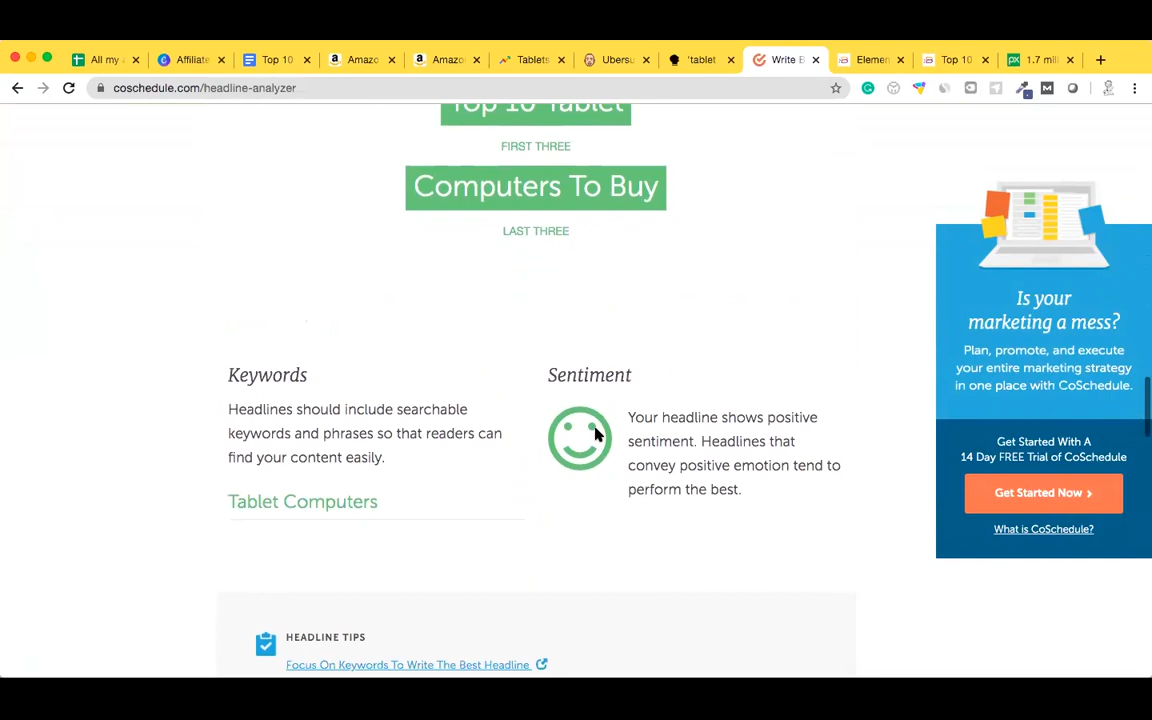 All my a
Affiliate
Top 10
Amazo
Amazo
Tablets
Ubersu
'tablet
Write B
Elemen
Top 10
1.7 mill
coschedule.com/headline-analyzer
Top 10 Tablet
FIRST THREE
Computers To Buy
LAST THREE
Keywords
Headlines should include searchable
keywords and phrases so that readers can
find your content easily.
Tablet Computers
Sentiment
Your headline shows positive
sentiment. Headlines that
convey positive emotion tend to
perform the best.
HEADLINE TIPS
Focus On Keywords To Write The Best Headline
Is your
marketing a mess?
Plan, promote, and execute
your entire marketing strategy
in one place with CoSchedule.
Get Started With A
14 Day FREE Trial of CoSchedule
Get Started Now ›
What is CoSchedule?